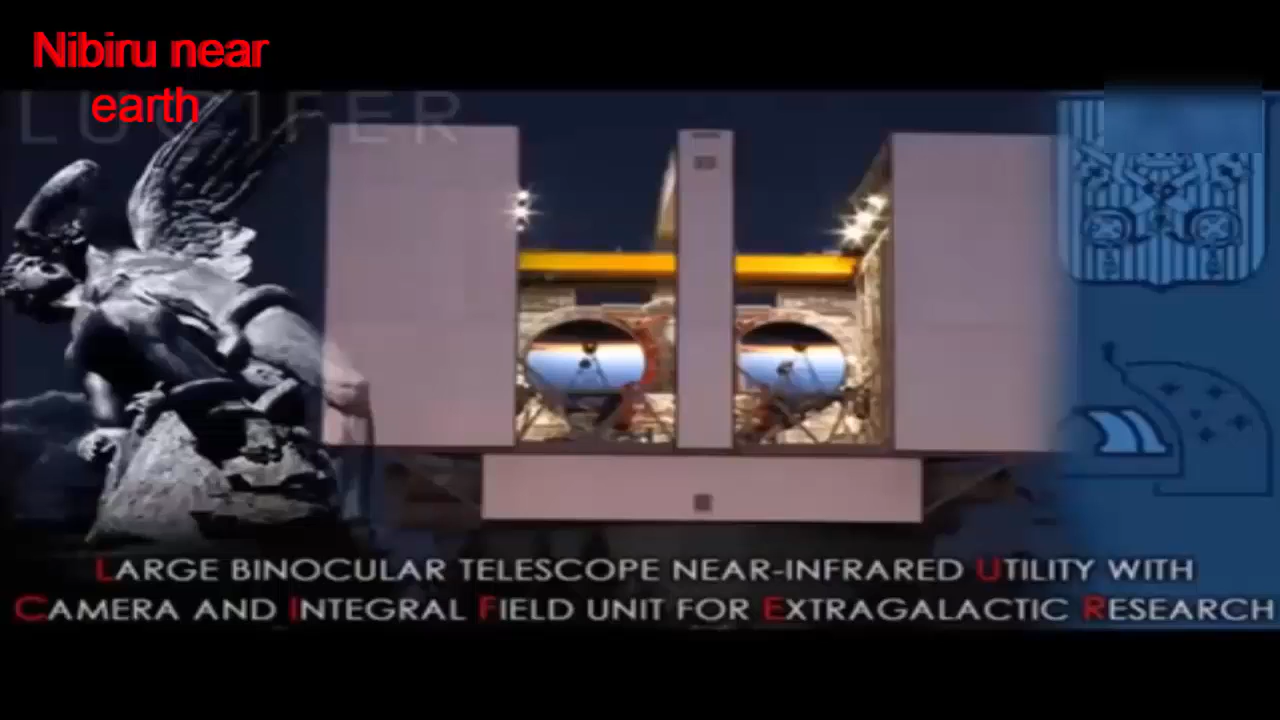 Nibiru near
earth
LUCIFER
LARGE BINOCULAR TELESCOPE NEAR-INFRARED UTILITY WITH
CAMERA AND INTEGRAL FIELD UNIT FOR EXTRAGALACTIC RESEARCH